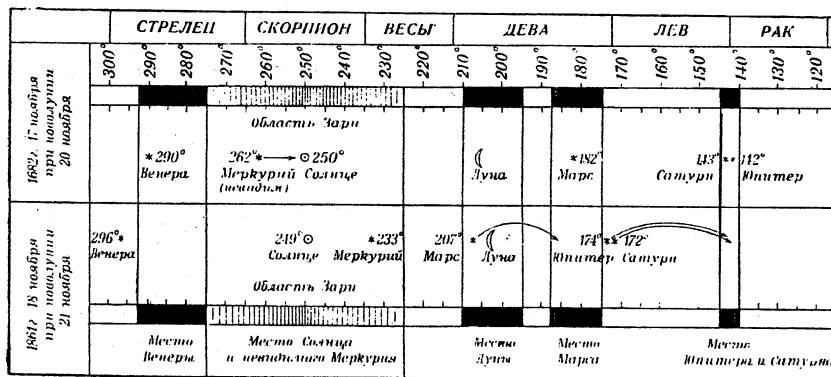 СТРЕЛЕЦ СКОРПИОН ВЕСЫ ДЕВА ЛЕВ РАК
300° 290° 280° 270° 260° 250° 240° 230° 220° 210° 200° 190° 180° 170° 160° 150° 140° 130° 120°
1682г. 17 ноября
при новолунии
20 ноября
Область Зари
290° 262° 250° 182° 143° 142°
Венера Меркурий Солнце Луна Марс Сатурн Юпитер
(невидим)
1861г 18 ноября
при новолунии
21 ноября
296° 249° 233° 207° 174° 172°
Венера Солнце Меркурий Марс Луна Юпитер Сатурн
Область Зари
Место Место Солнца Место Место Место
Венеры и невидимого Меркурия Луны Марса Юпитера и Сатурна